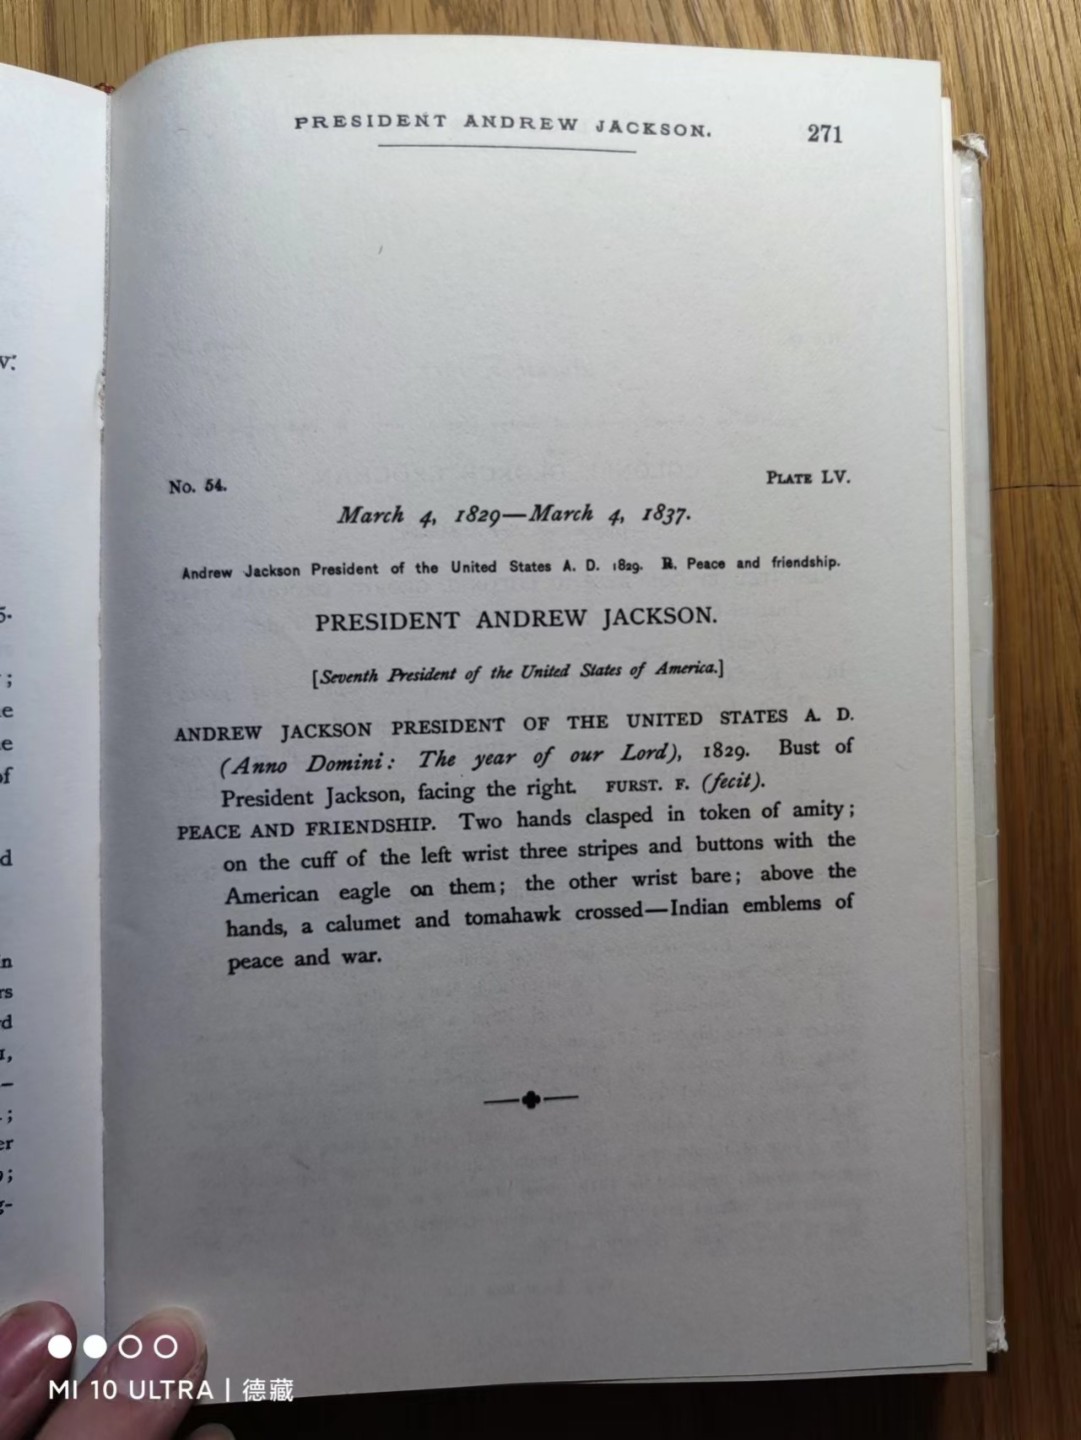 PRESIDENT ANDREW JACKSON. 271
No. 54. PLATE LV.
March 4, 1829—March 4, 1837.
Andrew Jackson President of the United States A. D. 1829. R. Peace and friendship.
PRESIDENT ANDREW JACKSON.
[Seventh President of the United States of America.]
ANDREW JACKSON PRESIDENT OF THE UNITED STATES A. D.
(Anno Domini: The year of our Lord), 1829. Bust of
President Jackson, facing the right. FURST. F. (fecit).
PEACE AND FRIENDSHIP. Two hands clasped in token of amity;
on the cuff of the left wrist three stripes and buttons with the
American eagle on them; the other wrist bare; above the
hands, a calumet and tomahawk crossed—Indian emblems of
peace and war.
MI 10 ULTRA | 德藏